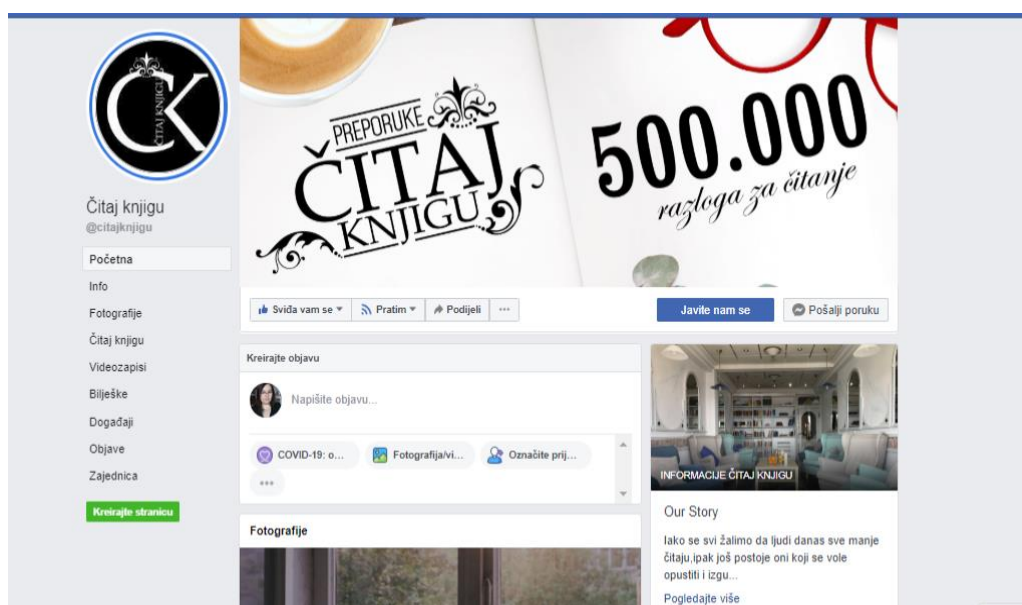 ČK
ČITAJ KNJIGU
Čitaj knjigu
@citajknjigu
Početna
Info
Fotografije
Čitaj knjigu
Videozapisi
Bilješke
Događaji
Objave
Zajednica
Kreirajte stranicu
PREPORUKE
ČITAJ
KNJIGU
500.000
razloga za čitanje
Sviđa vam se
Pratim
Podijeli
Javite nam se
Pošalji poruku
Kreirajte objavu
Napišite objavu...
COVID-19: o...
Fotografija/vi...
Označite prij...
Fotografije
INFORMACIJE ČITAJ KNJIGU
Our Story
Iako se svi žalimo da ljudi danas sve manje
čitaju,ipak još postoje oni koji se vole
opustiti i izgu...
Pogledajte više